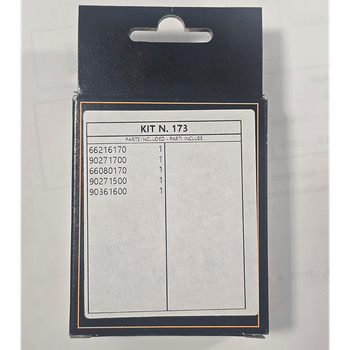 KIT N. 173
PARTS INCLUDED - PARTI INCLUSE
66216170 1
90271700 1
66080170 1
90271500 1
90361600 1